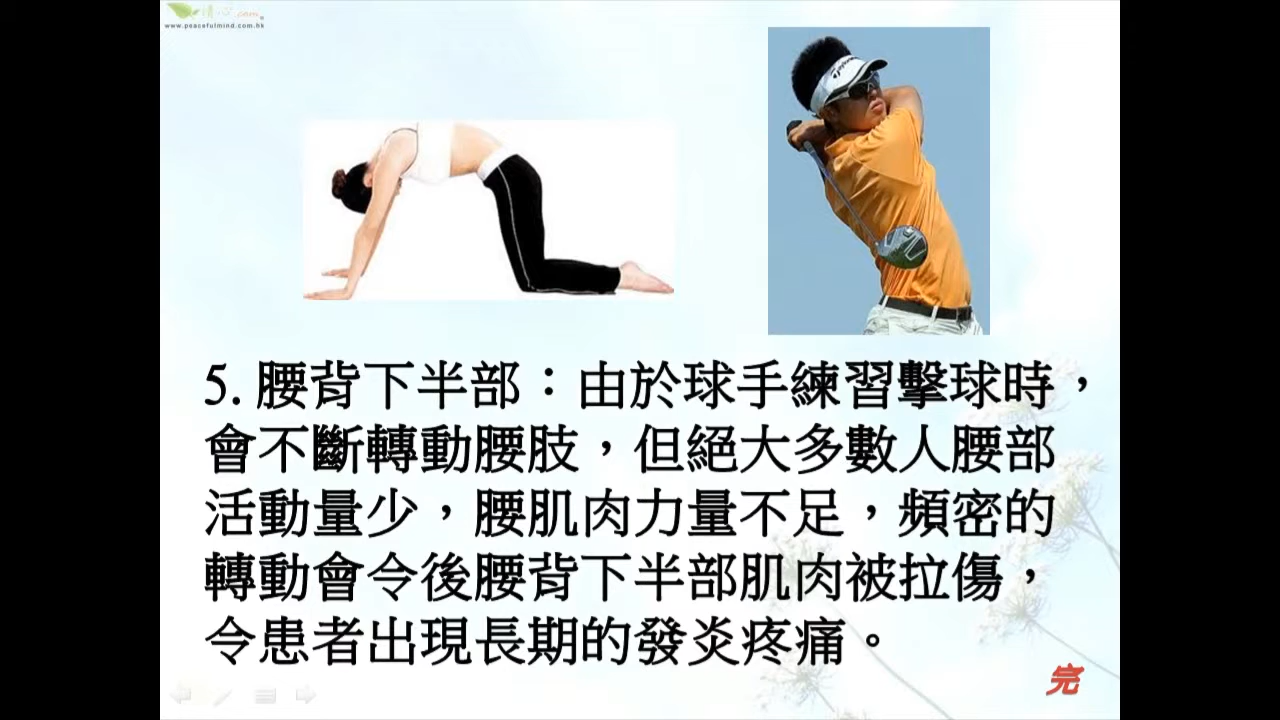 清心.com
www.peacefulmind.com.hk
5. 腰背下半部：由於球手練習擊球時，
會不斷轉動腰肢，但絕大多數人腰部
活動量少，腰肌肉力量不足，頻密的
轉動會令後腰背下半部肌肉被拉傷，
令患者出現長期的發炎疼痛。
完